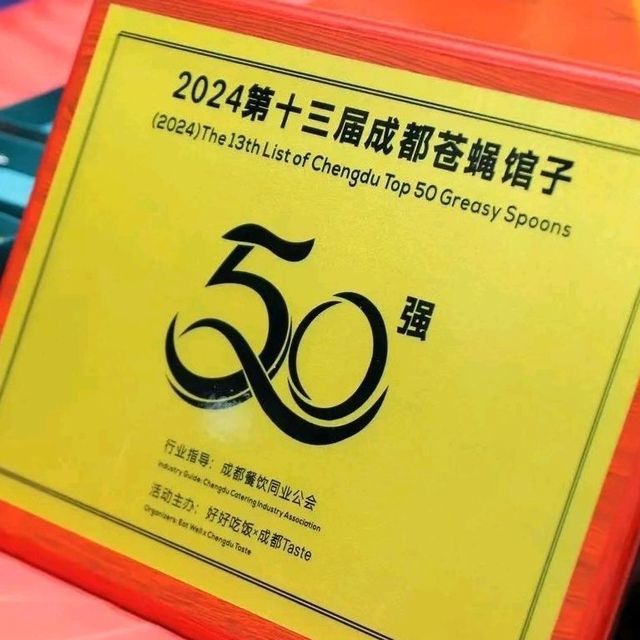 2024第十三届成都苍蝇馆子
(2024)The 13th List of Chengdu Top 50 Greasy Spoons
50强
行业指导：成都餐饮同业公会
Industry Guide: Chengdu Catering Industry Association
活动主办：好好吃饭×成都Taste
Organizers: Eat Well x Chengdu Taste